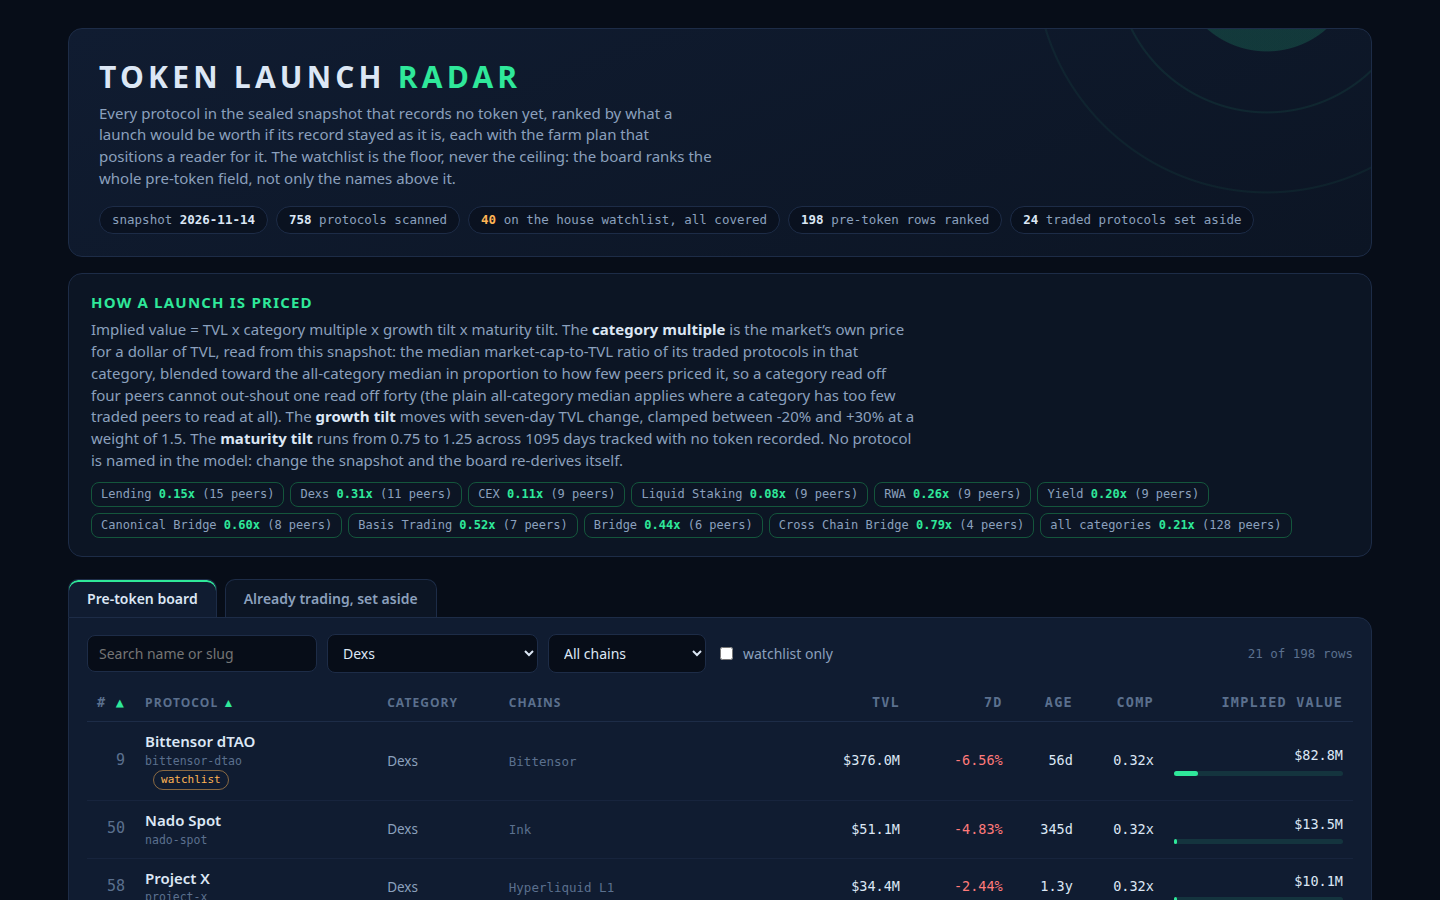 TOKEN LAUNCH RADAR
Every protocol in the sealed snapshot that records no token yet, ranked by what a
launch would be worth if its record stayed as it is, each with the farm plan that
positions a reader for it. The watchlist is the floor, never the ceiling: the board ranks the
whole pre-token field, not only the names above it.
snapshot 2026-11-14 758 protocols scanned 40 on the house watchlist, all covered 198 pre-token rows ranked 24 traded protocols set aside
HOW A LAUNCH IS PRICED
Implied value = TVL x category multiple x growth tilt x maturity tilt. The category multiple is the market's own price
for a dollar of TVL, read from this snapshot: the median market-cap-to-TVL ratio of its traded protocols in that
category, blended toward the all-category median in proportion to how few peers priced it, so a category read off
four peers cannot out-shout one read off forty (the plain all-category median applies where a category has too few
traded peers to read at all). The growth tilt moves with seven-day TVL change, clamped between -20% and +30% at a
weight of 1.5. The maturity tilt runs from 0.75 to 1.25 across 1095 days tracked with no token recorded. No protocol
is named in the model: change the snapshot and the board re-derives itself.
Lending 0.15x (15 peers) Dexs 0.31x (11 peers) CEX 0.11x (9 peers) Liquid Staking 0.08x (9 peers) RWA 0.26x (9 peers) Yield 0.20x (9 peers)
Canonical Bridge 0.60x (8 peers) Basis Trading 0.52x (7 peers) Bridge 0.44x (6 peers) Cross Chain Bridge 0.79x (4 peers) all categories 0.21x (128 peers)
Pre-token board Already trading, set aside
Search name or slug Dexs All chains watchlist only 21 of 198 rows
# ▲ PROTOCOL ▲ CATEGORY CHAINS TVL 7D AGE COMP IMPLIED VALUE
9 Bittensor dTAO bittensor-dtao watchlist Dexs Bittensor $376.0M -6.56% 56d 0.32x $82.8M
50 Nado Spot nado-spot Dexs Ink $51.1M -4.83% 345d 0.32x $13.5M
58 Project X project-x Dexs Hyperliquid L1 $34.4M -2.44% 1.3y 0.32x $10.1M